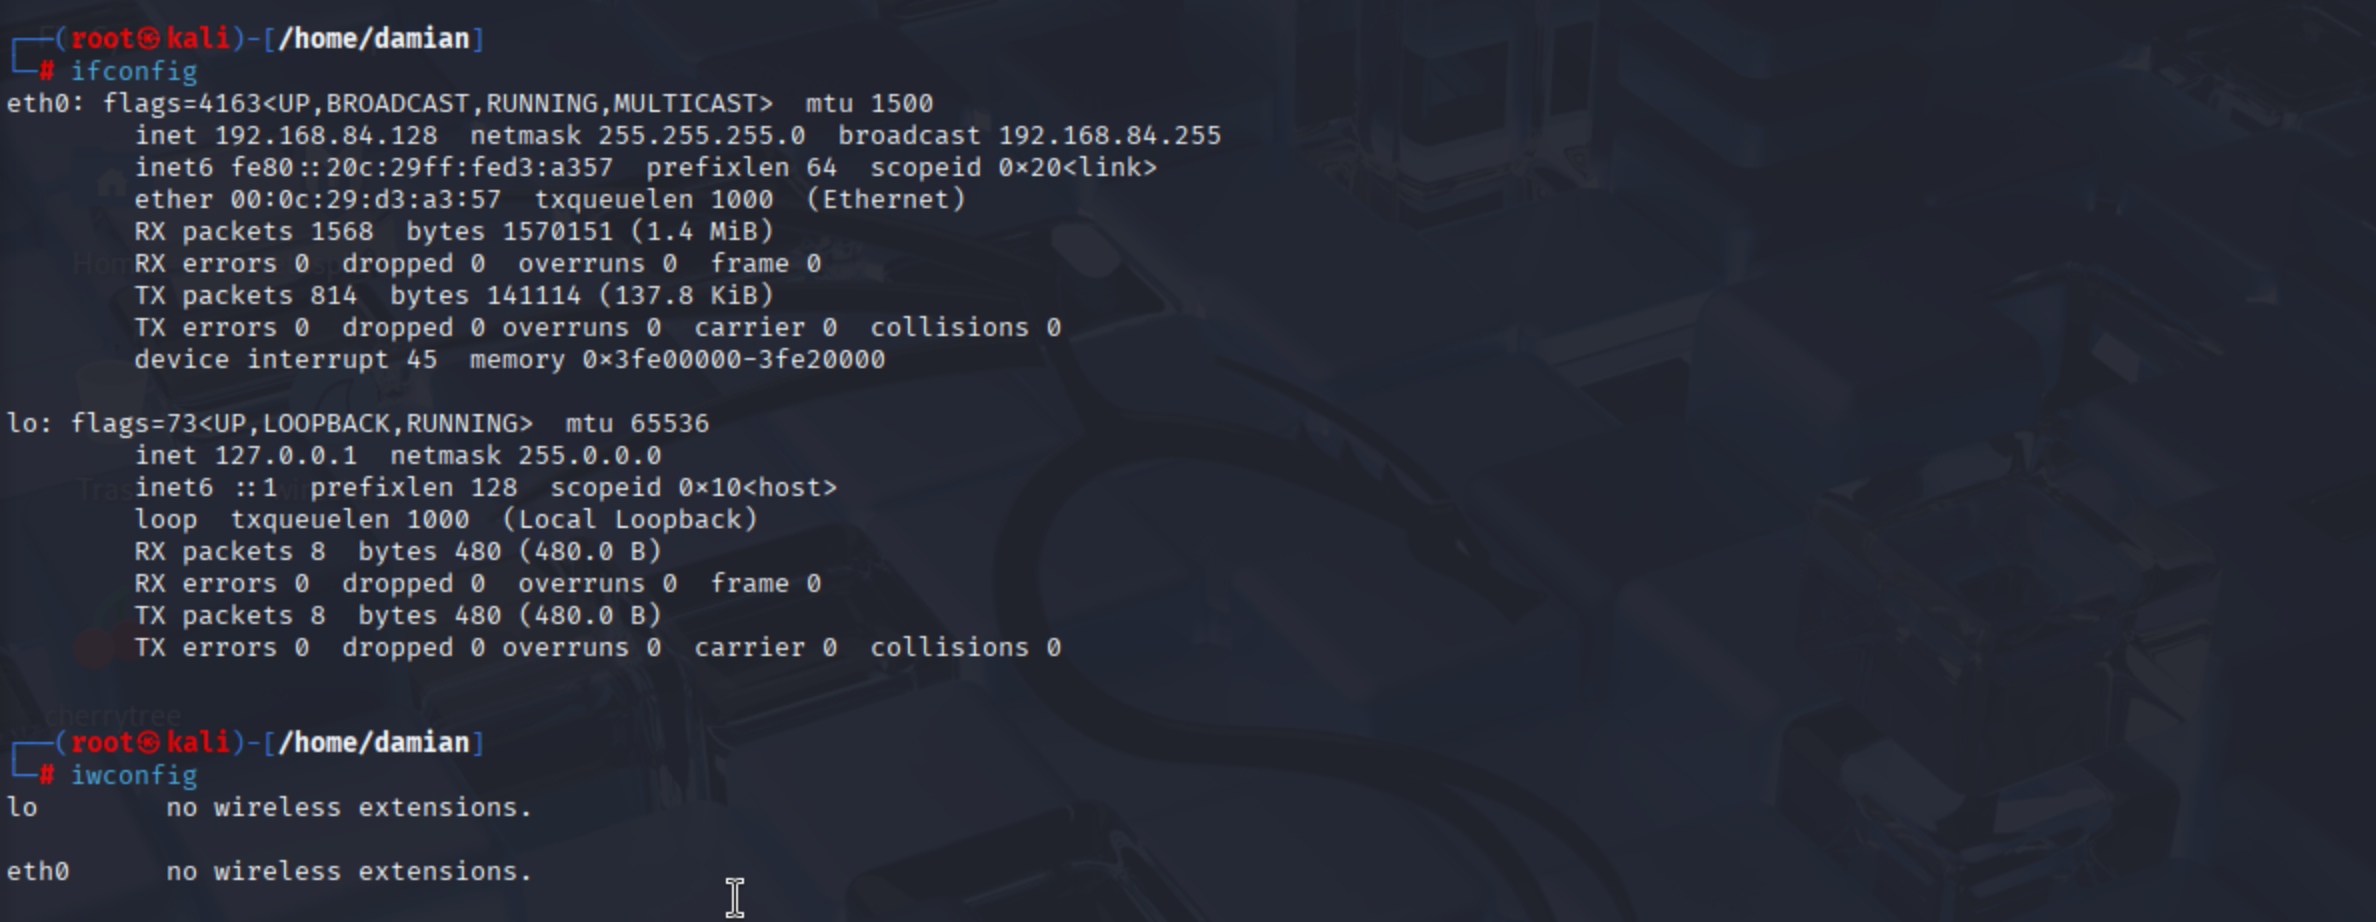 ┌──(root㉿kali)-[/home/damian]
└─# ifconfig
eth0: flags=4163<UP,BROADCAST,RUNNING,MULTICAST>  mtu 1500
        inet 192.168.84.128  netmask 255.255.255.0  broadcast 192.168.84.255
        inet6 fe80::20c:29ff:fed3:a357  prefixlen 64  scopeid 0x20<link>
        ether 00:0c:29:d3:a3:57  txqueuelen 1000  (Ethernet)
        RX packets 1568  bytes 1570151 (1.4 MiB)
        RX errors 0  dropped 0  overruns 0  frame 0
        TX packets 814  bytes 141114 (137.8 KiB)
        TX errors 0  dropped 0 overruns 0  carrier 0  collisions 0
        device interrupt 45  memory 0x3fe00000-3fe20000
lo: flags=73<UP,LOOPBACK,RUNNING>  mtu 65536
        inet 127.0.0.1  netmask 255.0.0.0
        inet6 ::1  prefixlen 128  scopeid 0x10<host>
        loop  txqueuelen 1000  (Local Loopback)
        RX packets 8  bytes 480 (480.0 B)
        RX errors 0  dropped 0  overruns 0  frame 0
        TX packets 8  bytes 480 (480.0 B)
        TX errors 0  dropped 0 overruns 0  carrier 0  collisions 0
cherrytree
┌──(root㉿kali)-[/home/damian]
└─# iwconfig
lo        no wireless extensions.
eth0      no wireless extensions.